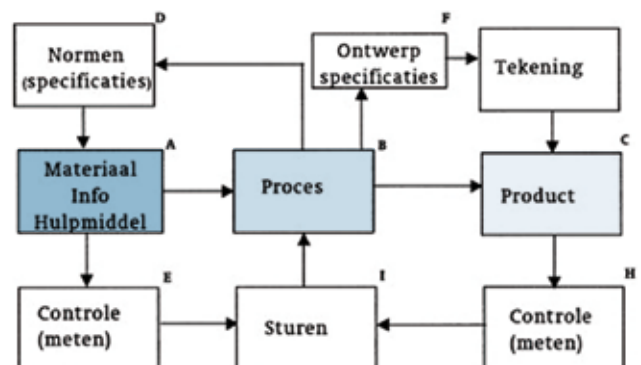 D
Normen
(specificaties)
F
Ontwerp
specificaties
Tekening
A
Materiaal
Info
Hulpmiddel
B
Proces
C
Product
E
Controle
(meten)
I
Sturen
H
Controle
(meten)